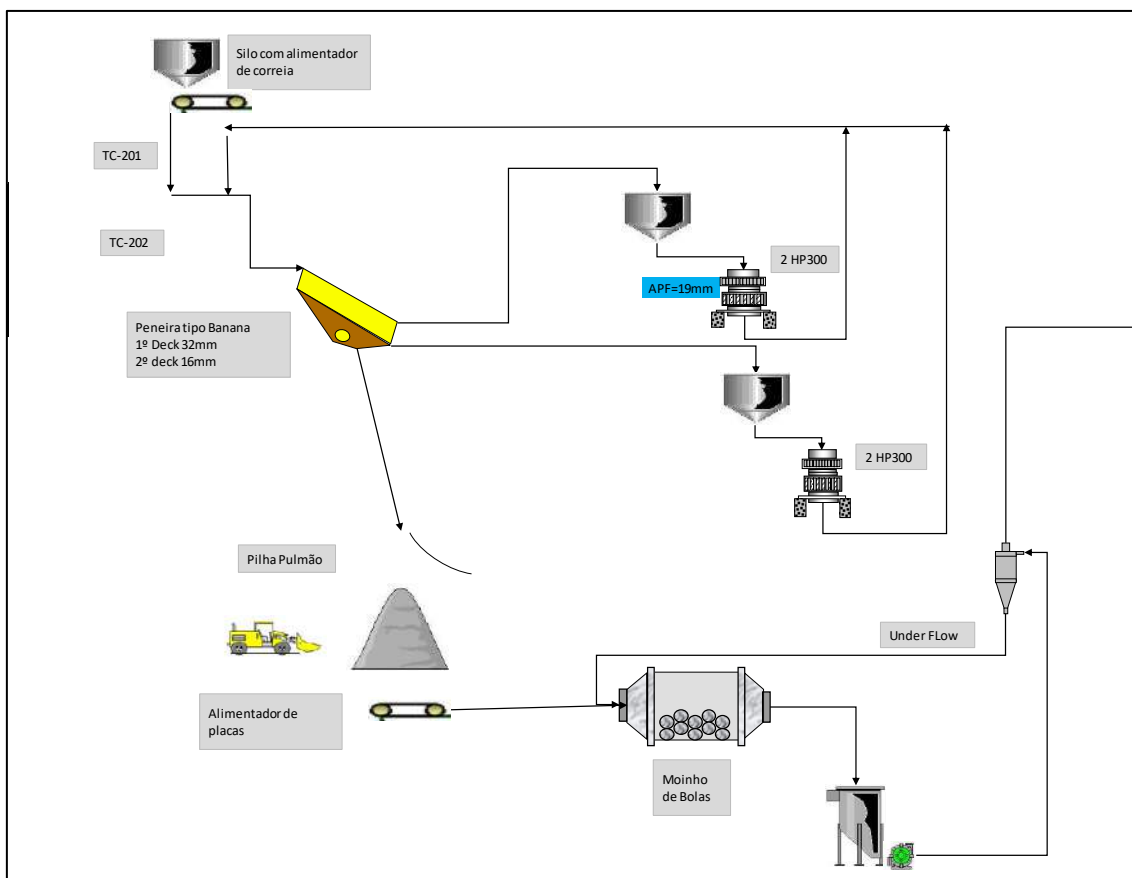 Silo com alimentador
de correia
TC-201
TC-202
2 HP300
APF=19mm
Peneira tipo Banana
1º Deck 32mm
2º deck 16mm
2 HP300
Pilha Pulmão
Under FLow
Alimentador de
placas
Moinho
de Bolas